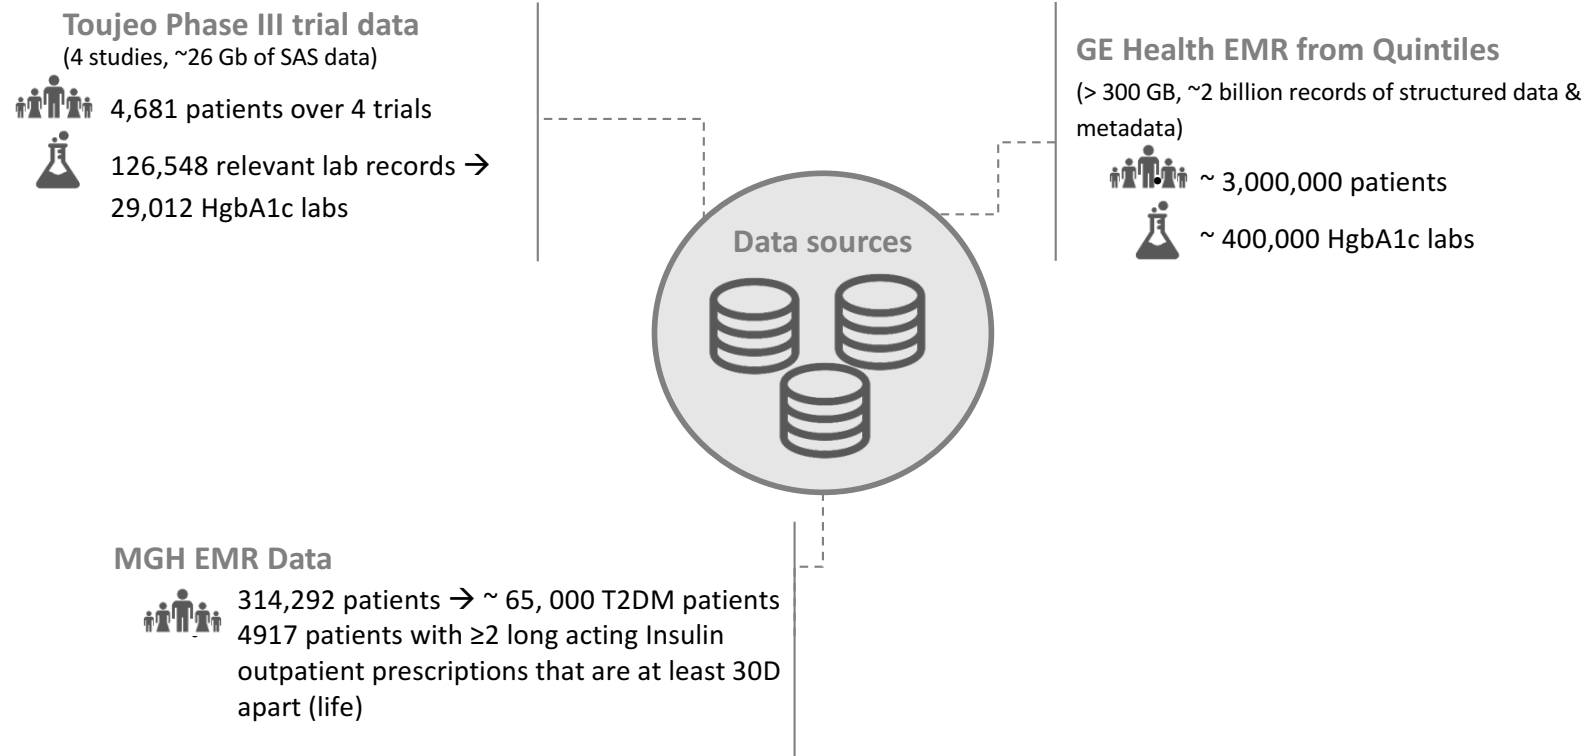 Toujeo Phase III trial data
(4 studies, ~26 Gb of SAS data)
4,681 patients over 4 trials
126,548 relevant lab records →
29,012 HgbA1c labs
GE Health EMR from Quintiles
(> 300 GB, ~2 billion records of structured data &
metadata)
~ 3,000,000 patients
~ 400,000 HgbA1c labs
Data sources
MGH EMR Data
314,292 patients → ~ 65, 000 T2DM patients
4917 patients with ≥2 long acting Insulin
outpatient prescriptions that are at least 30D
apart (life)